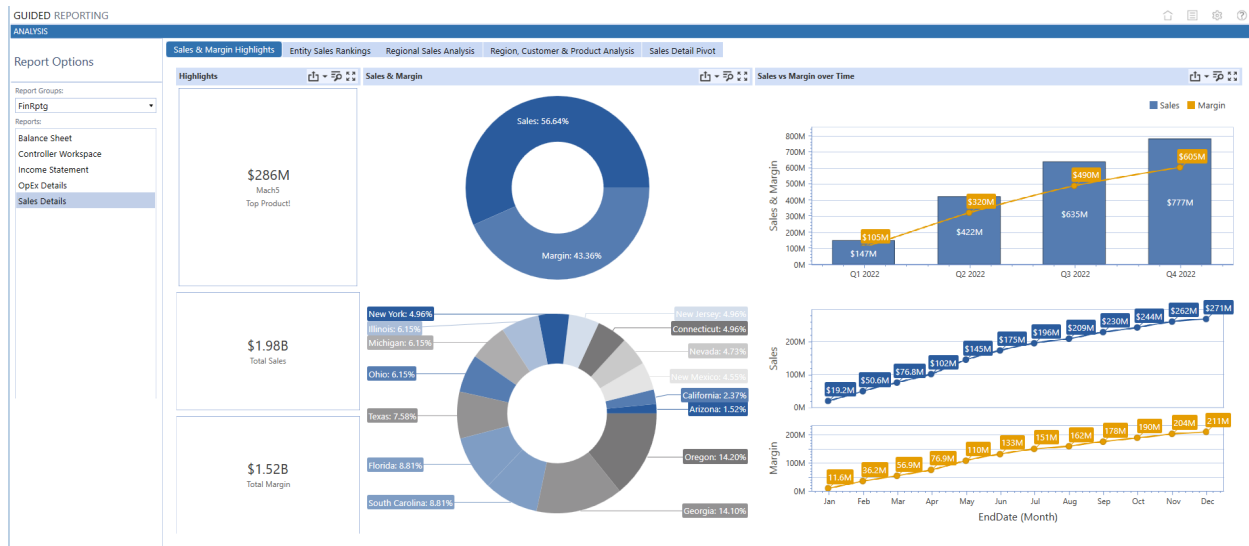 GUIDED REPORTING
ANALYSIS
Report Options
Report Groups:
FinRptg
Reports:
Balance Sheet
Controller Workspace
Income Statement
OpEx Details
Sales Details
Sales & Margin Highlights
Entity Sales Rankings
Regional Sales Analysis
Region, Customer & Product Analysis
Sales Detail Pivot
Highlights
$286M
Mach5
Top Product!
$1.98B
Total Sales
$1.52B
Total Margin
Sales & Margin
Sales: 56.64%
Margin: 43.36%
New York: 4.96%
Illinois: 6.15%
Michigan: 6.15%
Ohio: 6.15%
Texas: 7.58%
Florida: 8.81%
South Carolina: 8.81%
New Jersey: 4.96%
Connecticut: 4.96%
Nevada: 4.73%
New Mexico: 4.55%
California: 2.37%
Arizona: 1.52%
Oregon: 14.20%
Georgia: 14.10%
Sales vs Margin over Time
Sales
Margin
Sales & Margin
800M
700M
600M
500M
400M
300M
200M
100M
0M
$105M
$147M
$320M
$422M
$490M
$635M
$605M
$777M
Q1 2022
Q2 2022
Q3 2022
Q4 2022
Sales
200M
100M
0M
$19.2M
$50.6M
$76.8M
$102M
$145M
$175M
$196M
$209M
$230M
$244M
$262M
$271M
Margin
200M
100M
0M
11.6M
36.2M
56.9M
76.9M
110M
133M
151M
162M
178M
190M
204M
211M
Jan
Feb
Mar
Apr
May
Jun
Jul
Aug
Sep
Oct
Nov
Dec
EndDate (Month)